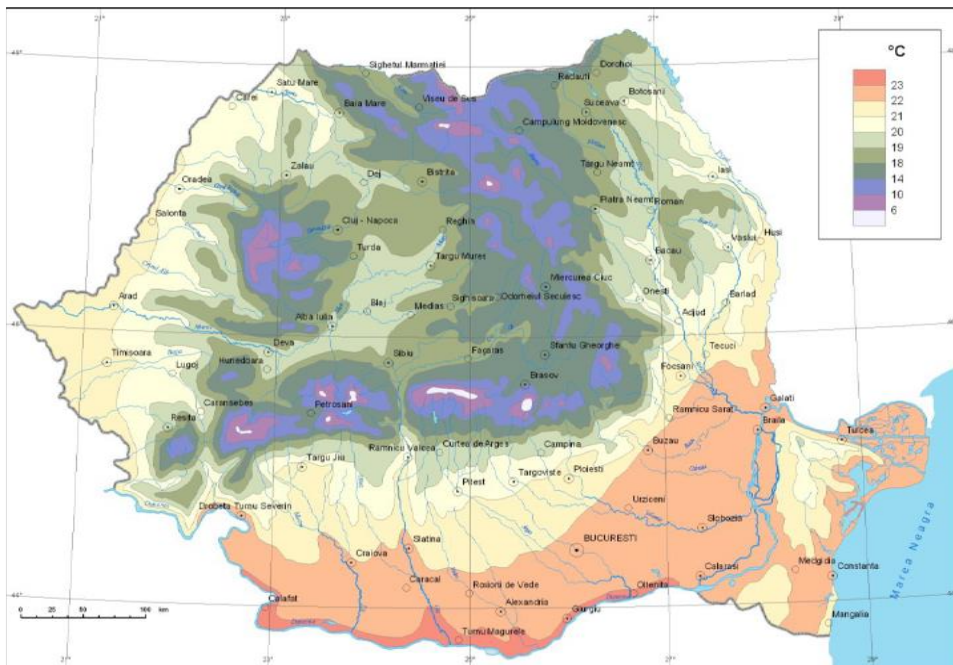 °C
23
22
21
20
19
18
14
10
6
Sighetul Marmatiei
Dorohoi
Satu Mare
Radauti
Carei
Viseu de Sus
Botosani
Baia Mare
Suceava
Campulung Moldovenesc
Zalau
Targu Neamt
Iasi
Dej
Bistrita
Oradea
Piatra Neamt
Roman
Salonta
Cluj - Napoca
Reghin
Vaslui
Husi
Turda
Bacau
Targu Mures
Miercurea Ciuc
Arad
Blaj
Medias
Sighisoara
Odorheiul Secuiesc
Onesti
Barlad
Alba Iulia
Adjud
Deva
Timisoara
Sibiu
Fagaras
Sfantu Gheorghe
Tecuci
Lugoj
Hunedoara
Focsani
Brasov
Caransebes
Petrosani
Galati
Resita
Ramnicu Sarat
Braila
Tulcea
Ramnicu Valcea
Curtea de Arges
Campina
Buzau
Targu Jiu
Targoviste
Ploiesti
Pitest
Urziceni
Drobeta Turnu Severin
Slobozia
BUCURESTI
Slatina
Craiova
Medgidia
Constanta
Calarasi
Caracal
Rosiorii de Vede
Oltenita
Calafat
Alexandria
Giurgiu
Mangalia
Turnu Magurele
Marea Neagra
0 25 50 75 100 km